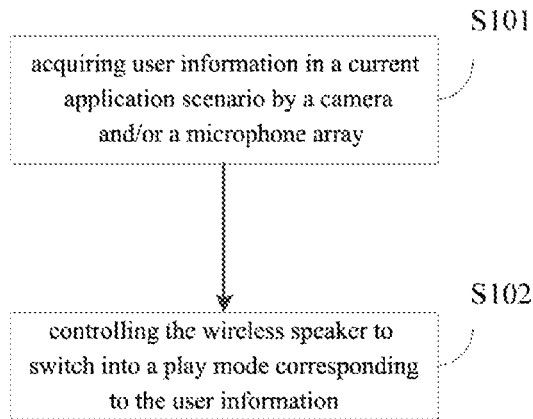 S101
acquiring user information in a current
application scenario by a camera
and/or a microphone array
S102
controlling the wireless speaker to
switch into a play mode corresponding
to the user information